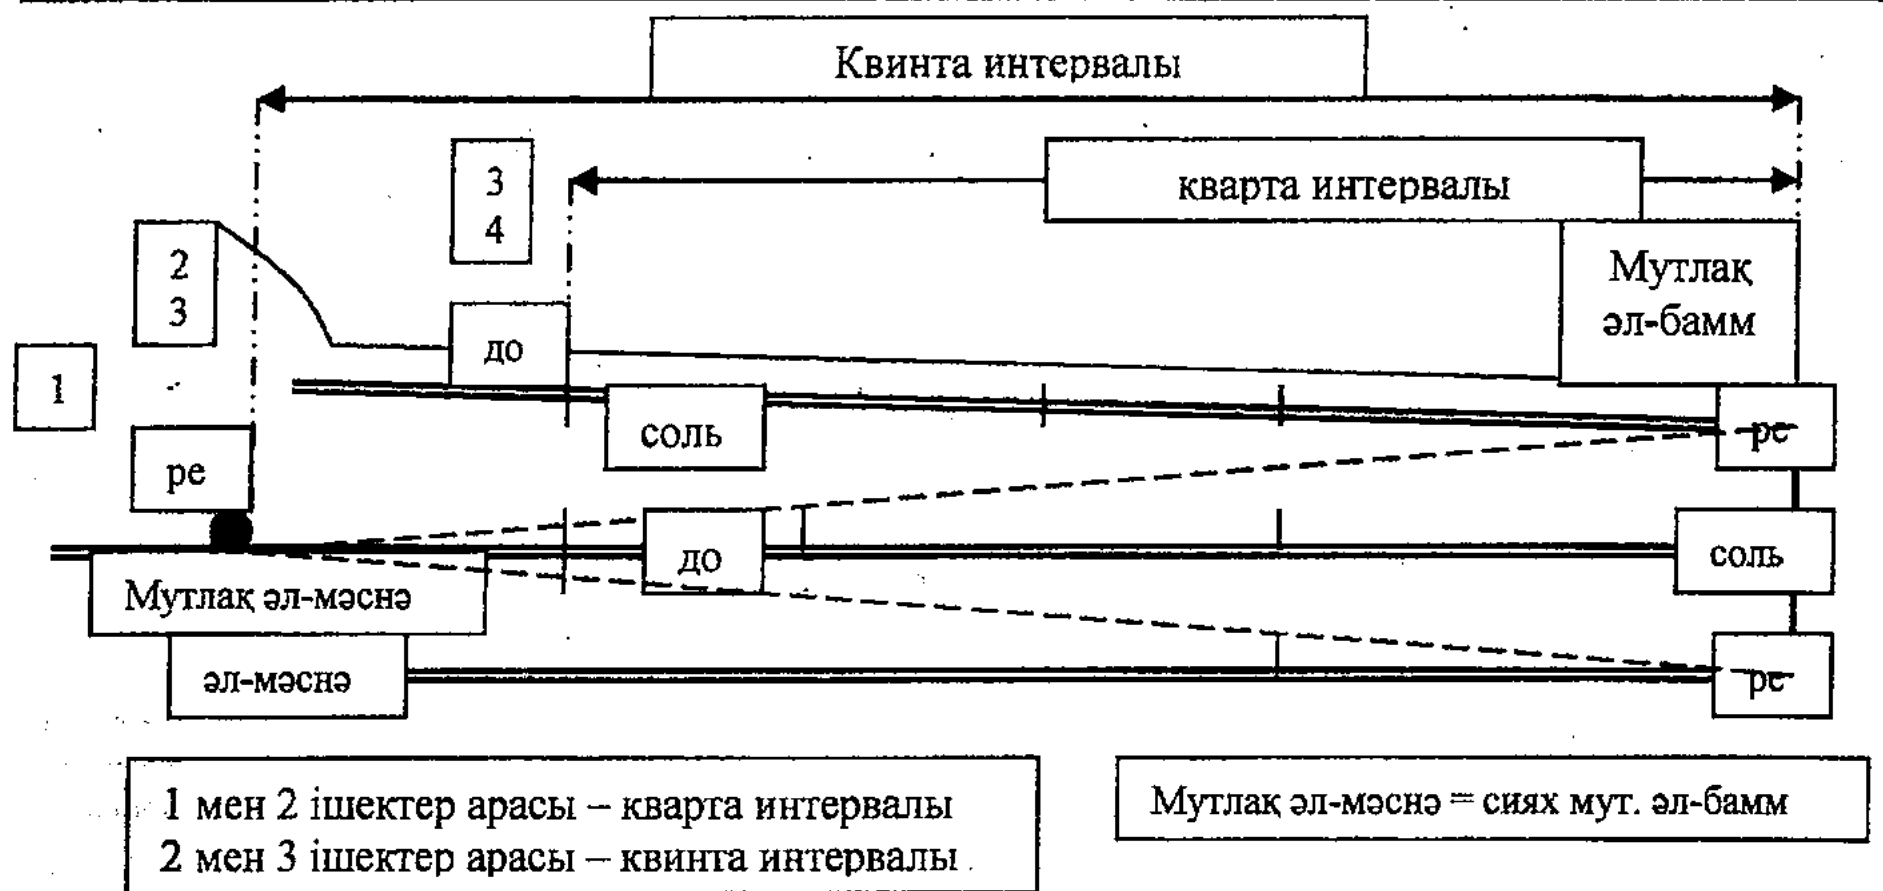 Квинта интервалы
кварта интервалы
3
4
2
3
Мутлақ
әл-бамм
до
1
соль
ре
ре
до
соль
Мутлақ әл-мәснә
әл-мәснә
ре
1 мен 2 ішектер арасы – кварта интервалы
2 мен 3 ішектер арасы – квинта интервалы.
Мутлақ әл-мәснә = сиях мут. әл-бамм